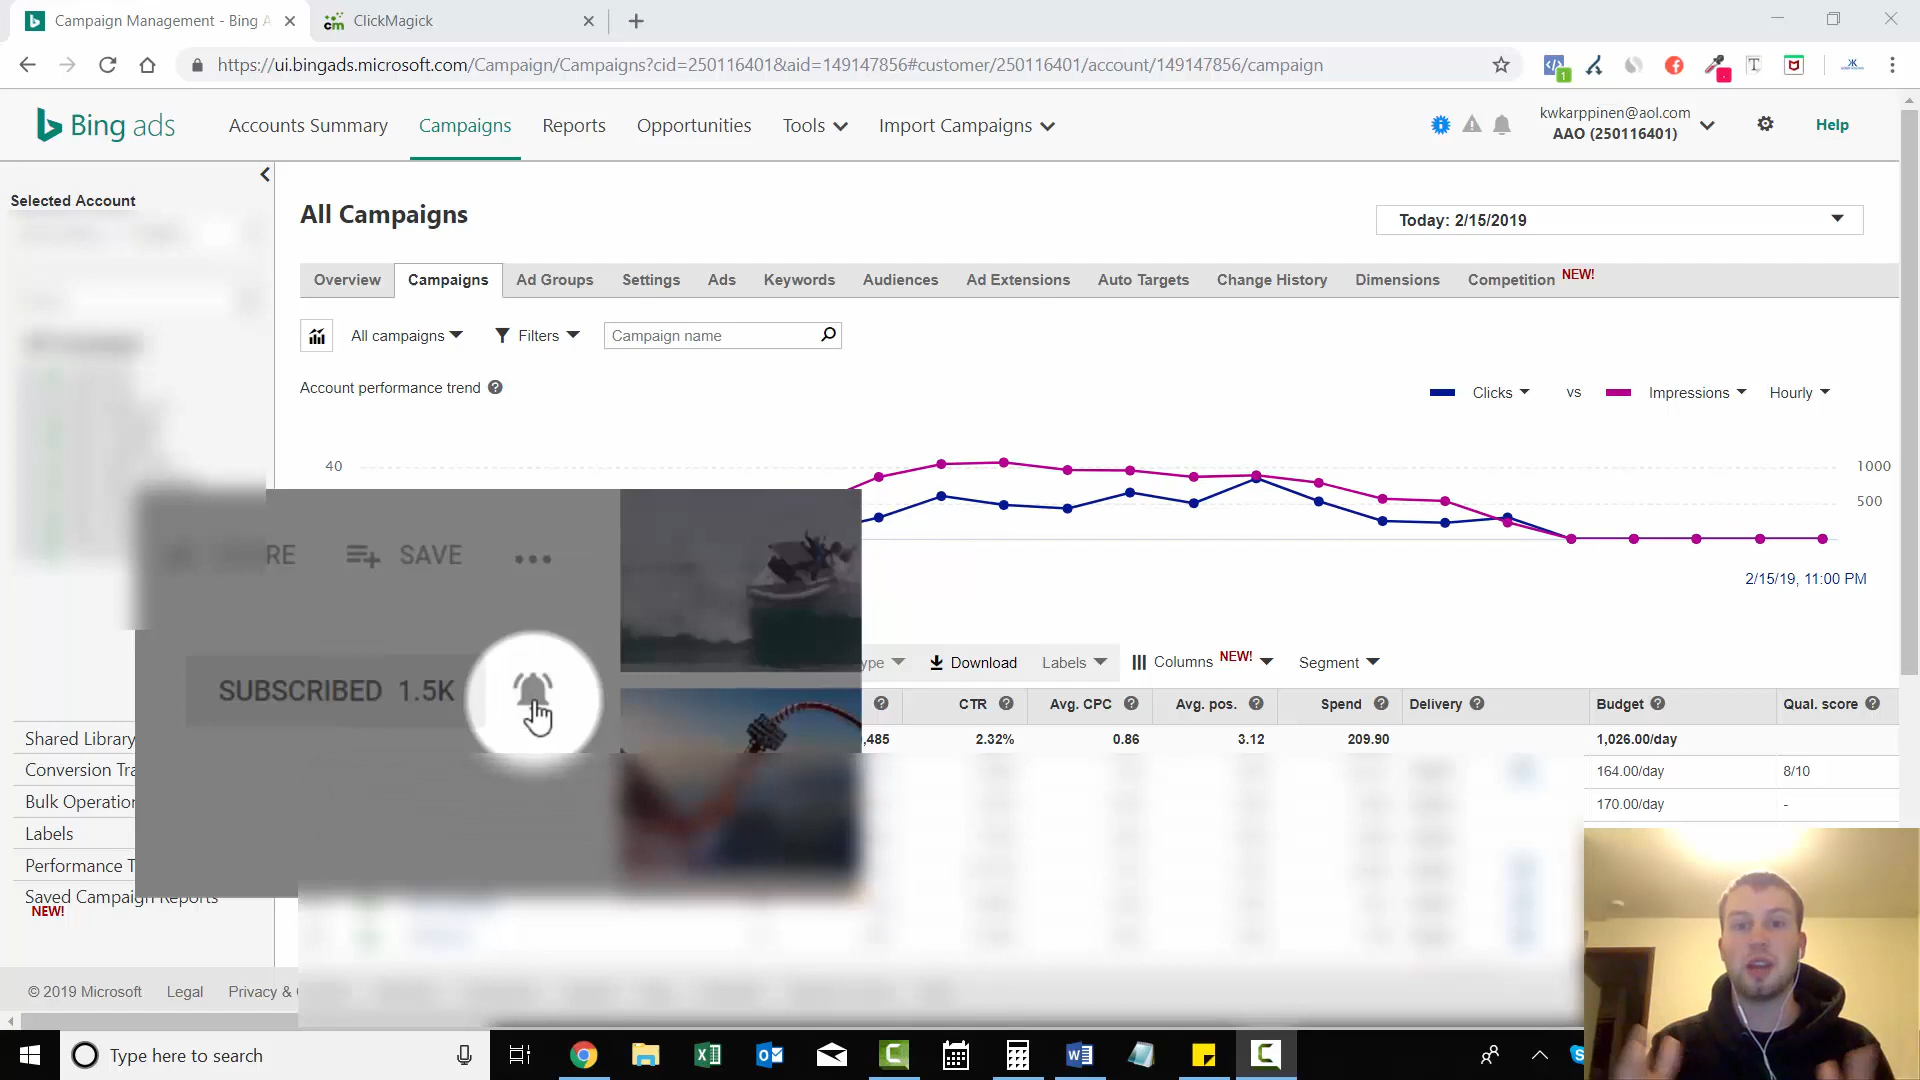 Campaign Management - Bing A
ClickMagick
https://ui.bingads.microsoft.com/Campaign/Campaigns?cid=250116401&aid=149147856#customer/250116401/account/149147856/campaign
Bing ads
Accounts Summary
Campaigns
Reports
Opportunities
Tools
Import Campaigns
kwkarppinen@aol.com
AAO (250116401)
Help
Selected Account
All Campaigns
Today: 2/15/2019
Overview
Campaigns
Ad Groups
Settings
Ads
Keywords
Audiences
Ad Extensions
Auto Targets
Change History
Dimensions
Competition NEW!
All campaigns
Filters
Campaign name
Account performance trend
Clicks vs Impressions Hourly
40
1000
500
2/15/19, 11:00 PM
SAVE
SUBSCRIBED 1.5K
Download
Labels
Columns NEW!
Segment
CTR
Avg. CPC
Avg. pos.
Spend
Delivery
Budget
Qual. score
,485
2.32%
0.86
3.12
209.90
1,026.00/day
164.00/day
8/10
170.00/day
-
Shared Library
Conversion Tra
Bulk Operation
Labels
Performance T
Saved Campaign Reports
NEW!
© 2019 Microsoft
Legal
Privacy &
Type here to search